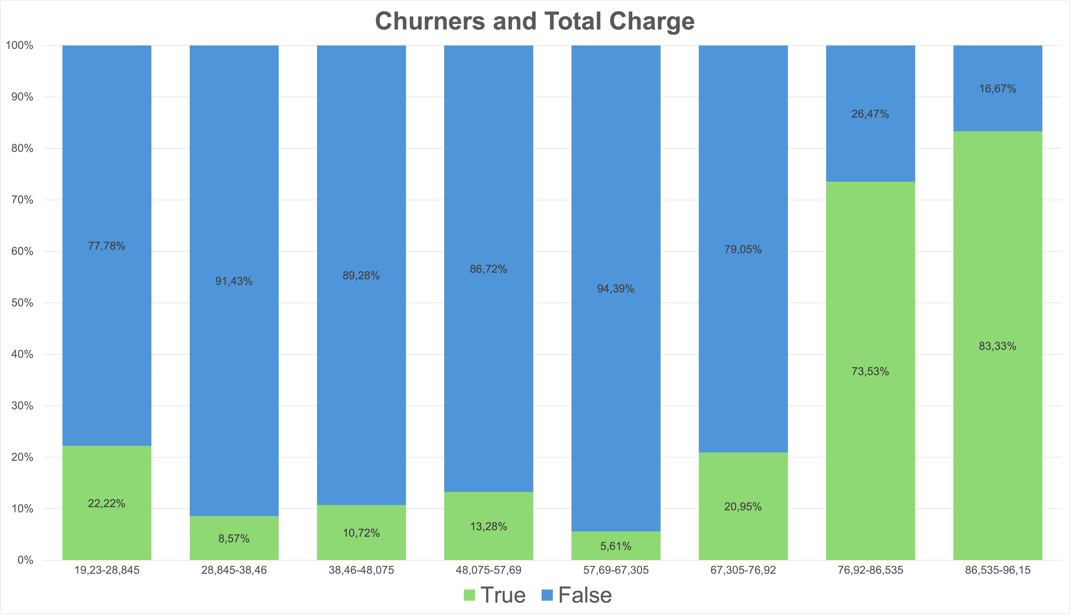 Churners and Total Charge
100%
90%
80%
70%
60%
50%
40%
30%
20%
10%
0%
77,78% 91,43% 89,28% 86,72% 94,39% 79,05% 26,47% 16,67%
22,22% 8,57% 10,72% 13,28% 5,61% 20,95% 73,53% 83,33%
19,23-28,845 28,845-38,46 38,46-48,075 48,075-57,69 57,69-67,305 67,305-76,92 76,92-86,535 86,535-96,15
True False